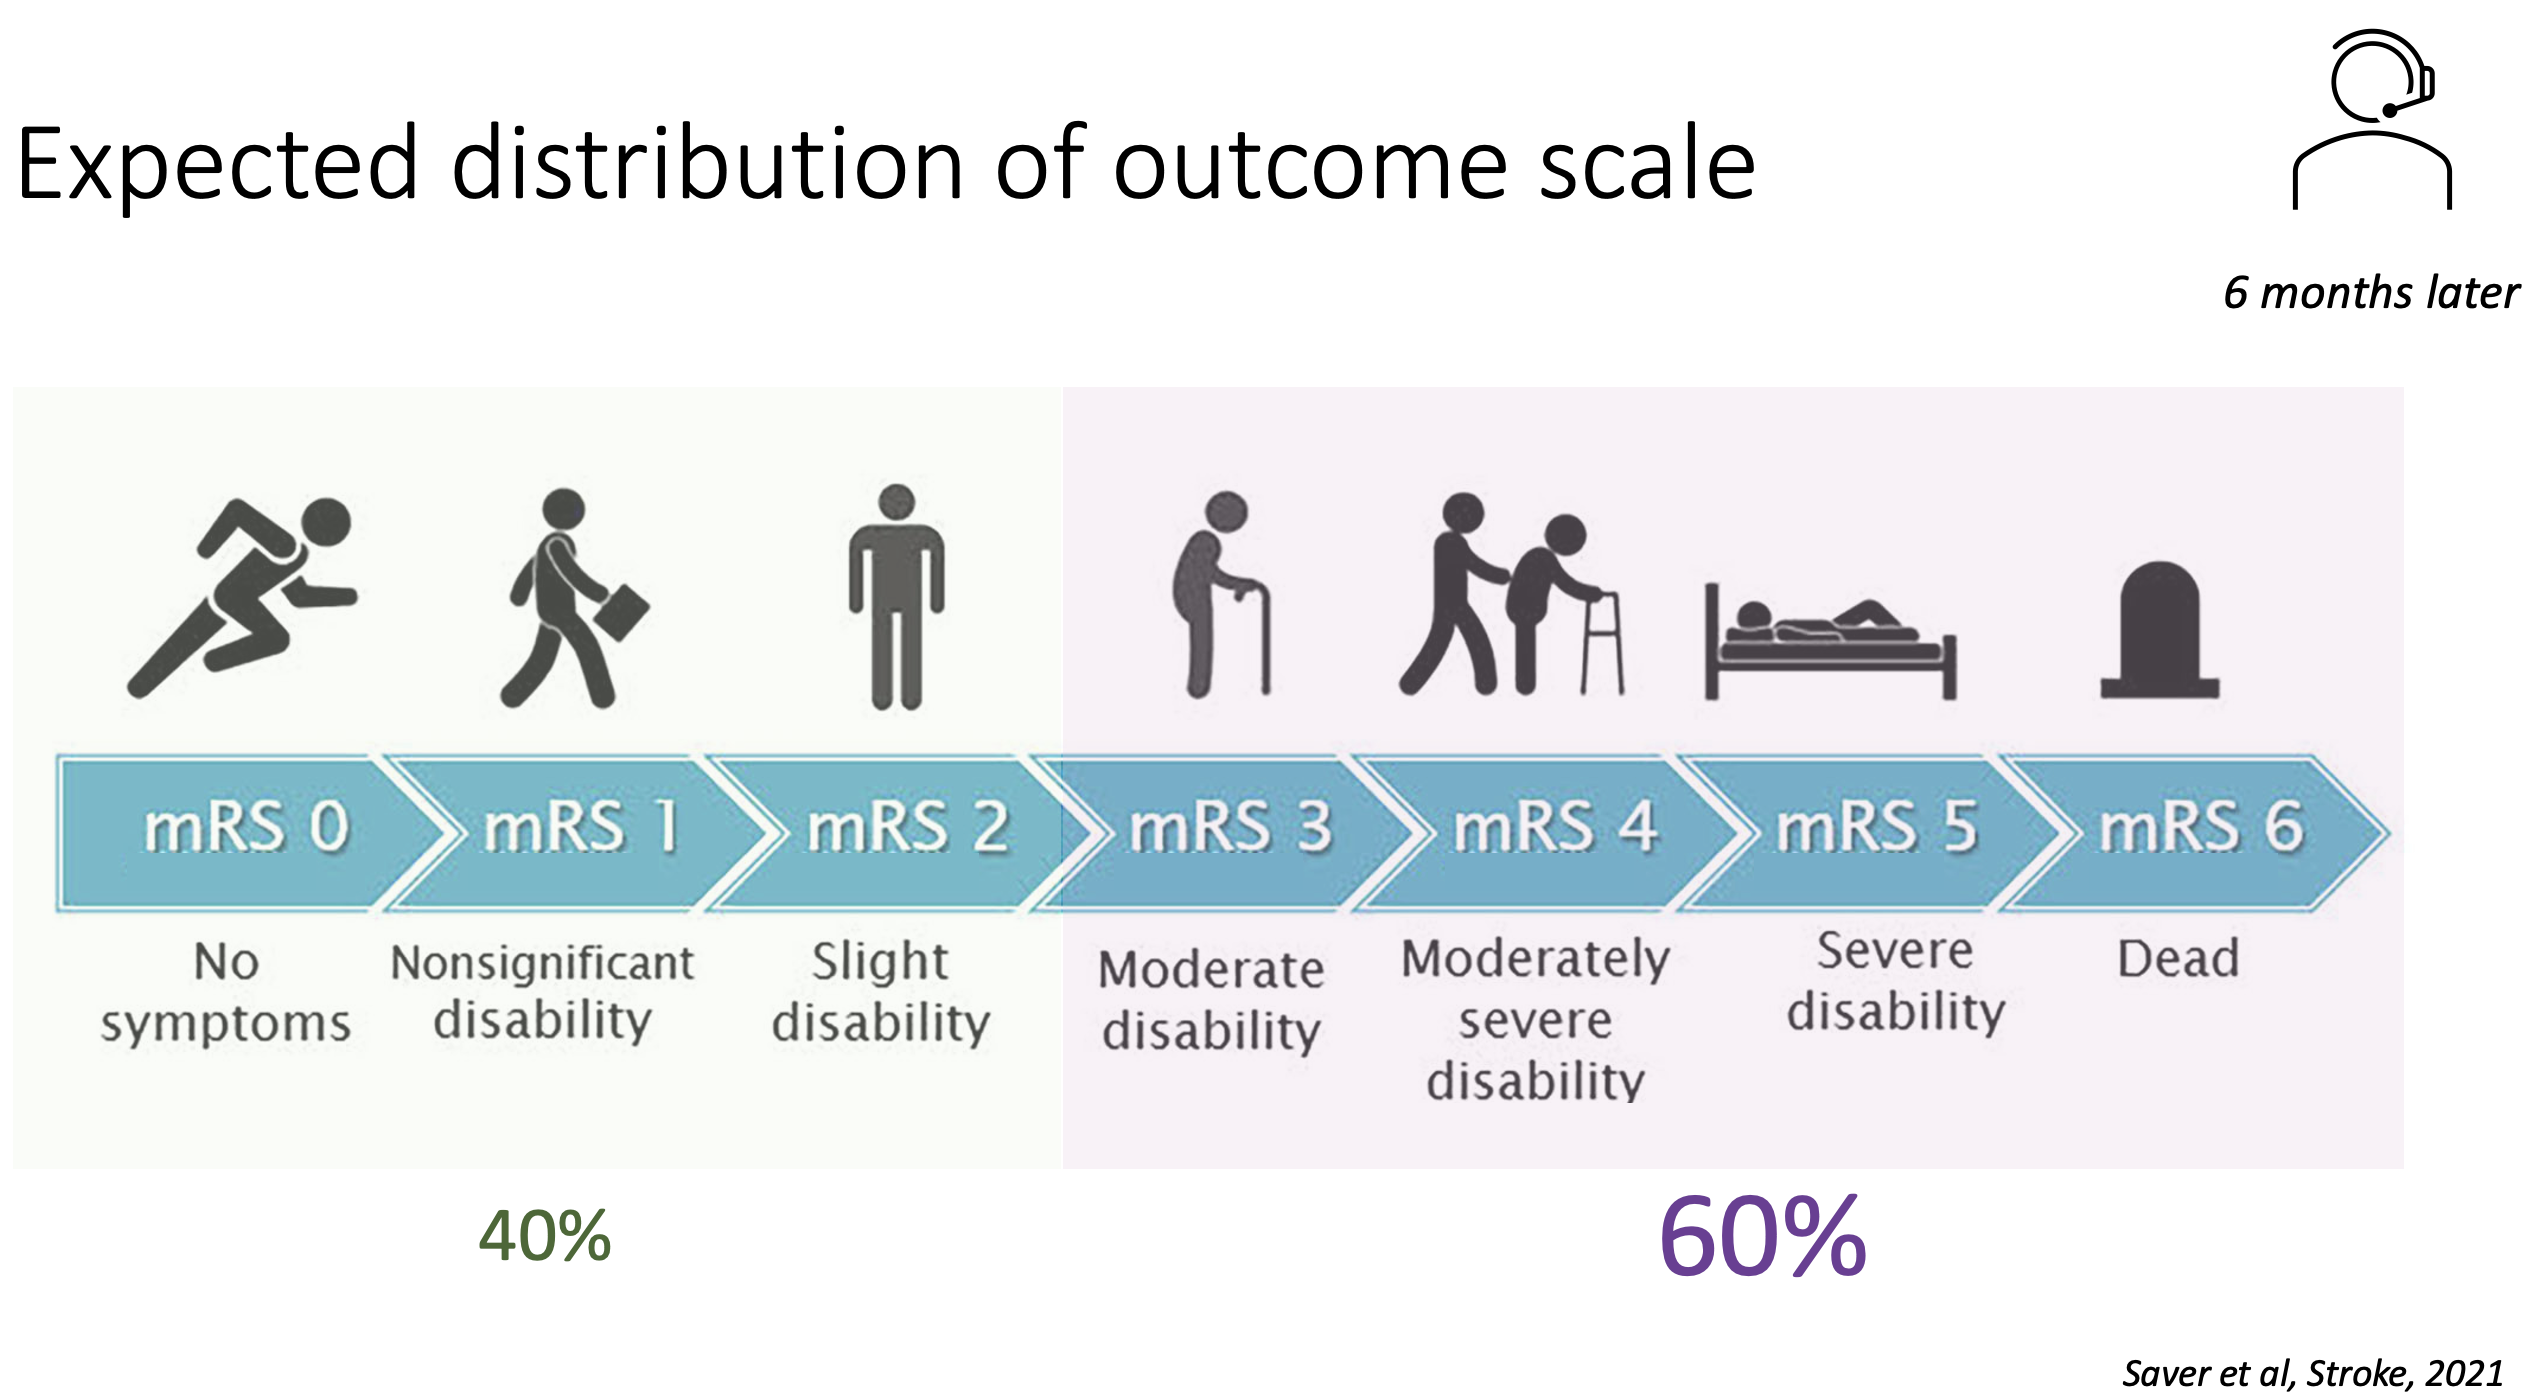 Expected distribution of outcome scale
6 months later
mRS 0
mRS 1
mRS 2
mRS 3
mRS 4
mRS 5
mRS 6
No
symptoms
Nonsignificant
disability
Slight
disability
Moderate
disability
Moderately
severe
disability
Severe
disability
Dead
40%
60%
Saver et al, Stroke, 2021